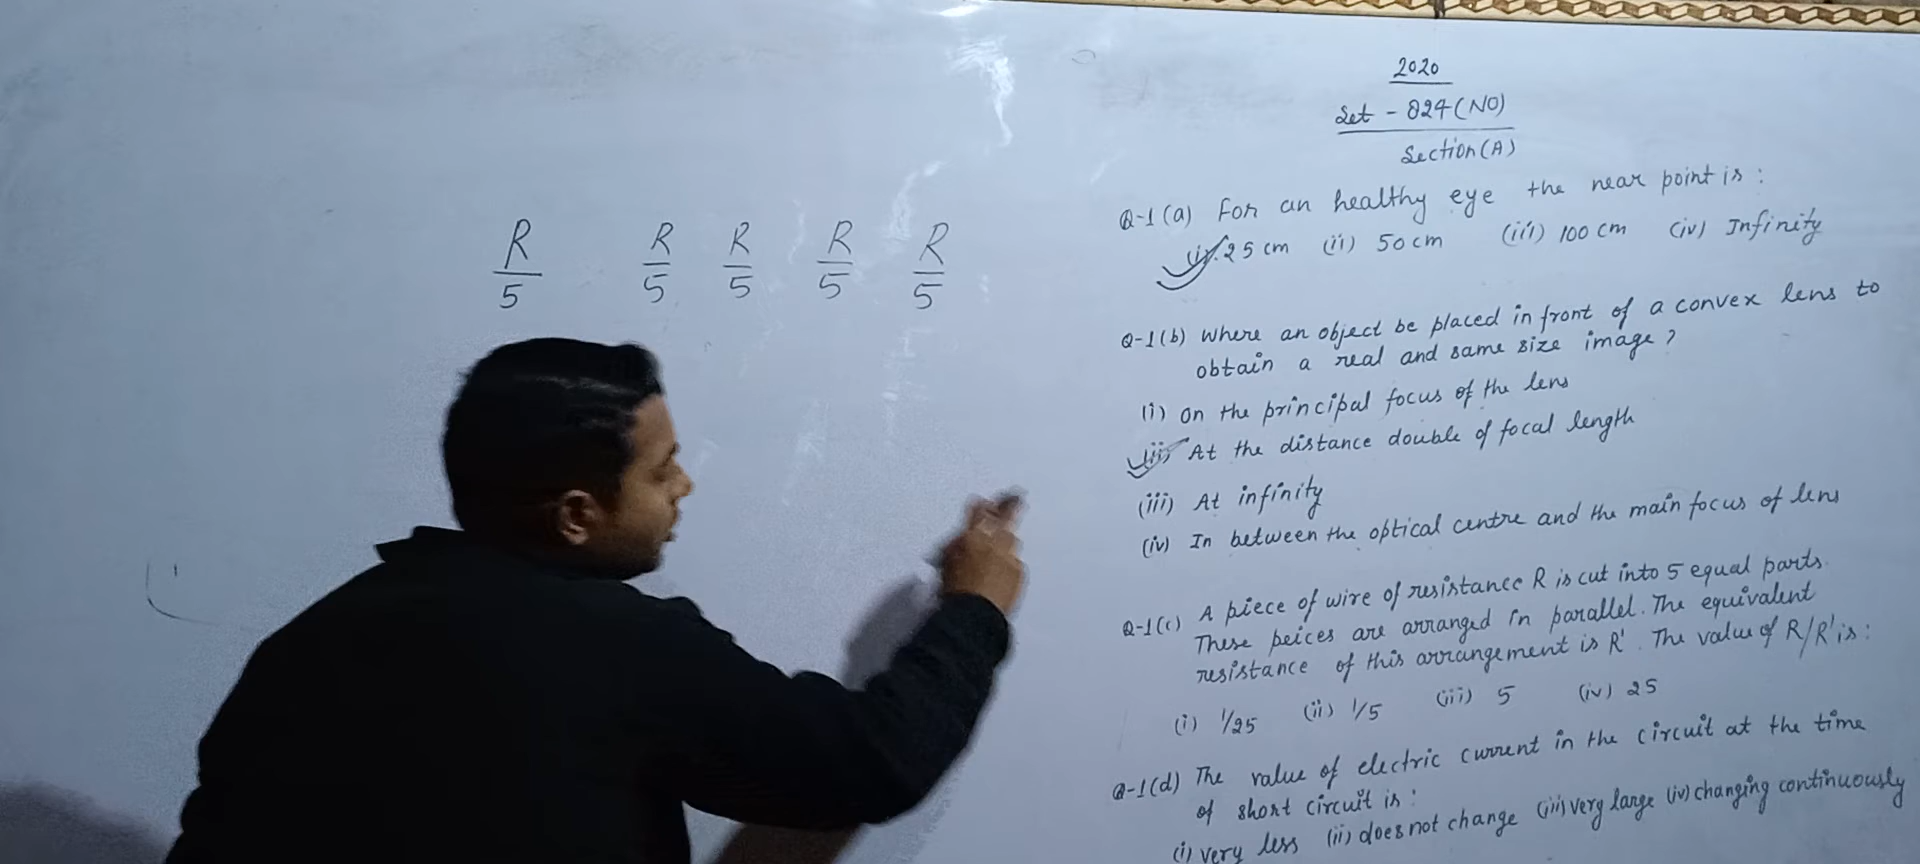 R/5 R/5 R/5 R/5 R/5
2020
Set - 824 (NO)
Section (A)
Q-1 (a) For an healthy eye the near point is :
(i) 25 cm (ii) 50 cm (iii) 100 cm (iv) Infinity
Q-1(b) Where an object be placed in front of a convex lens to
obtain a real and same size image ?
(i) On the principal focus of the lens
(ii) At the distance double of focal length
(iii) At infinity
(iv) In between the optical centre and the main focus of lens
Q-1(c) A piece of wire of resistance R is cut into 5 equal parts.
These peices are arranged in parallel. The equivalent
resistance of this arrangement is R'. The value of R/R' is :
(i) 1/25 (ii) 1/5 (iii) 5 (iv) 25
Q-1(d) The value of electric current in the circuit at the time
of short circuit is :
(i) very less (ii) does not change (iii) very large (iv) changing continuously